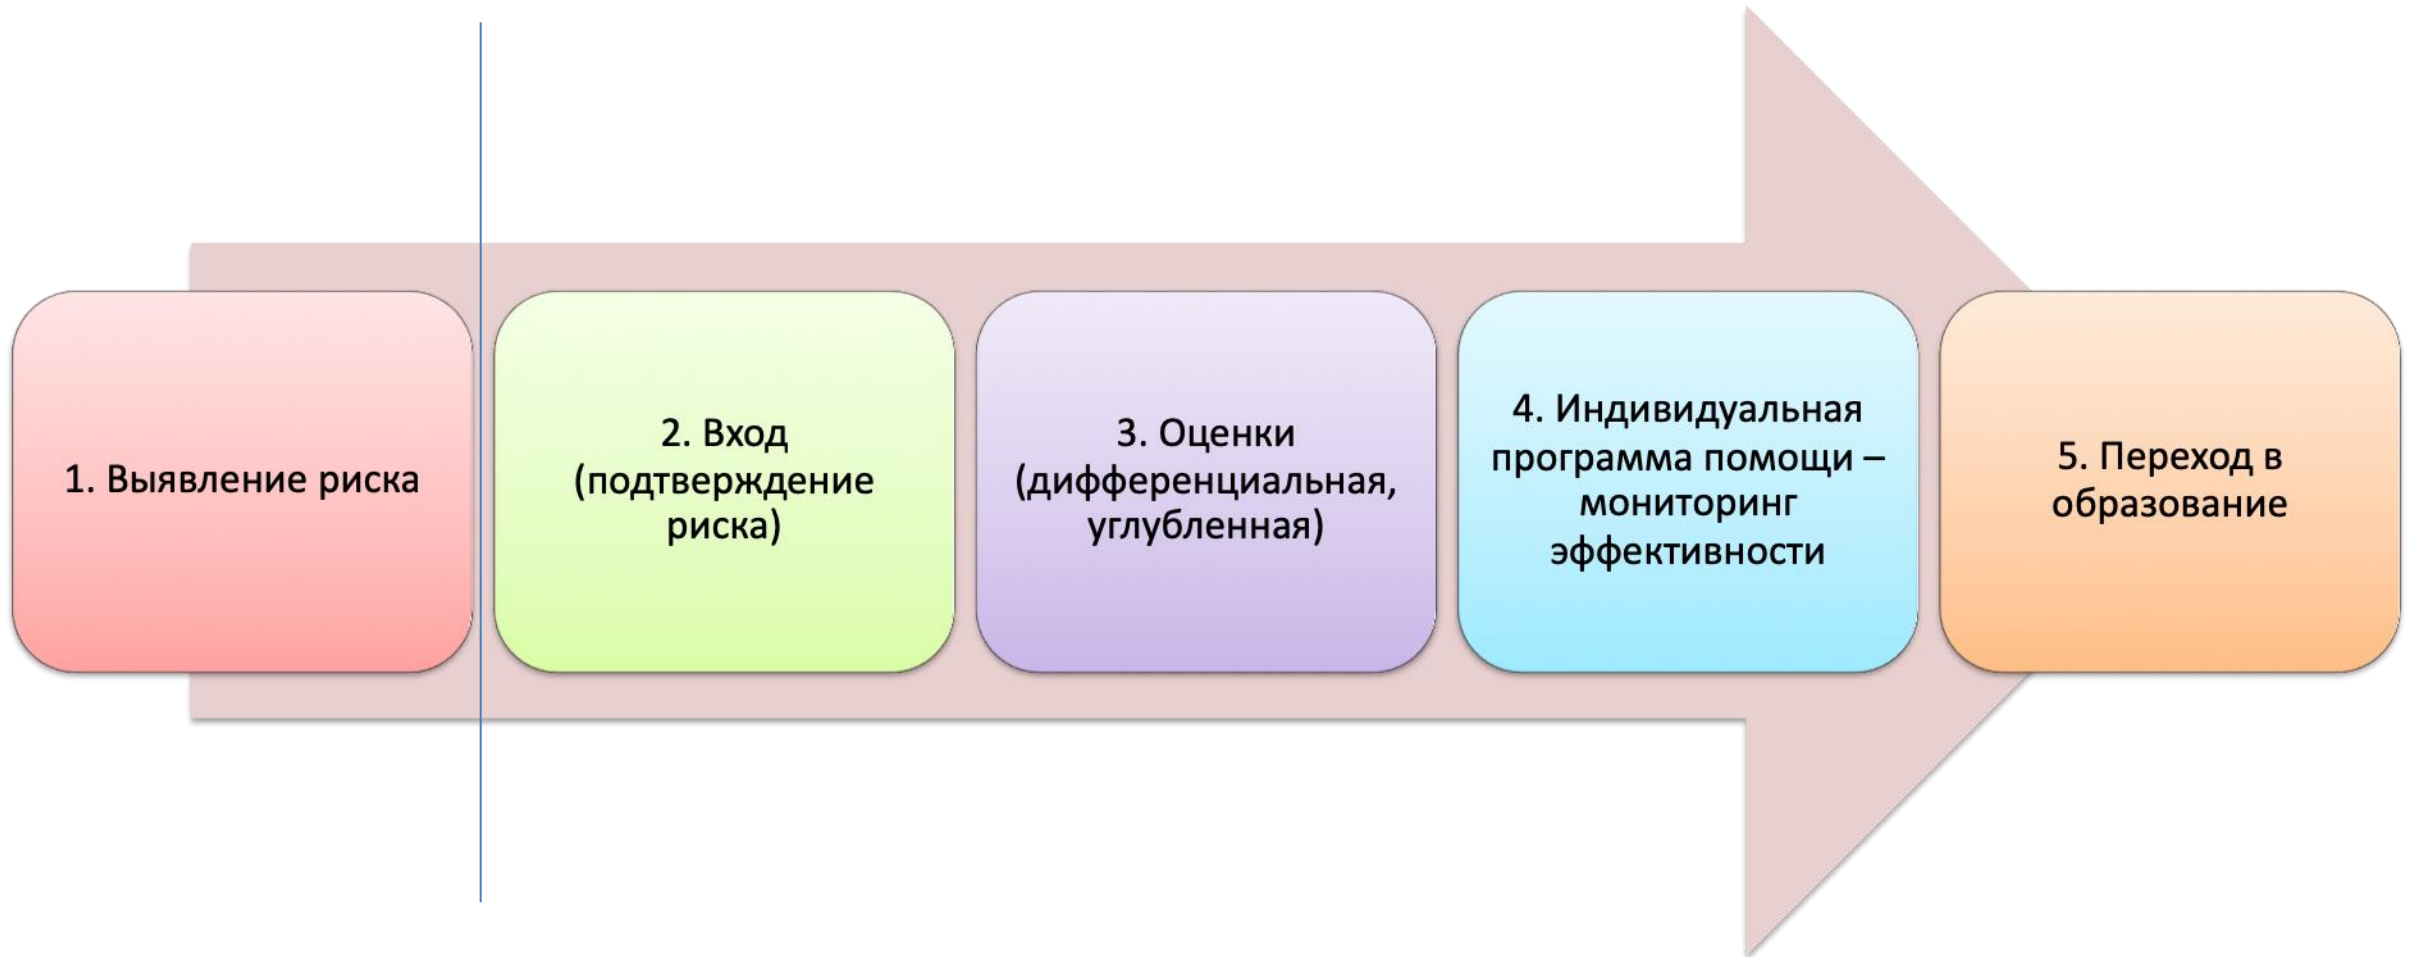 1. Выявление риска
2. Вход
(подтверждение
риска)
3. Оценки
(дифференциальная,
углубленная)
4. Индивидуальная
программа помощи –
мониторинг
эффективности
5. Переход в
образование